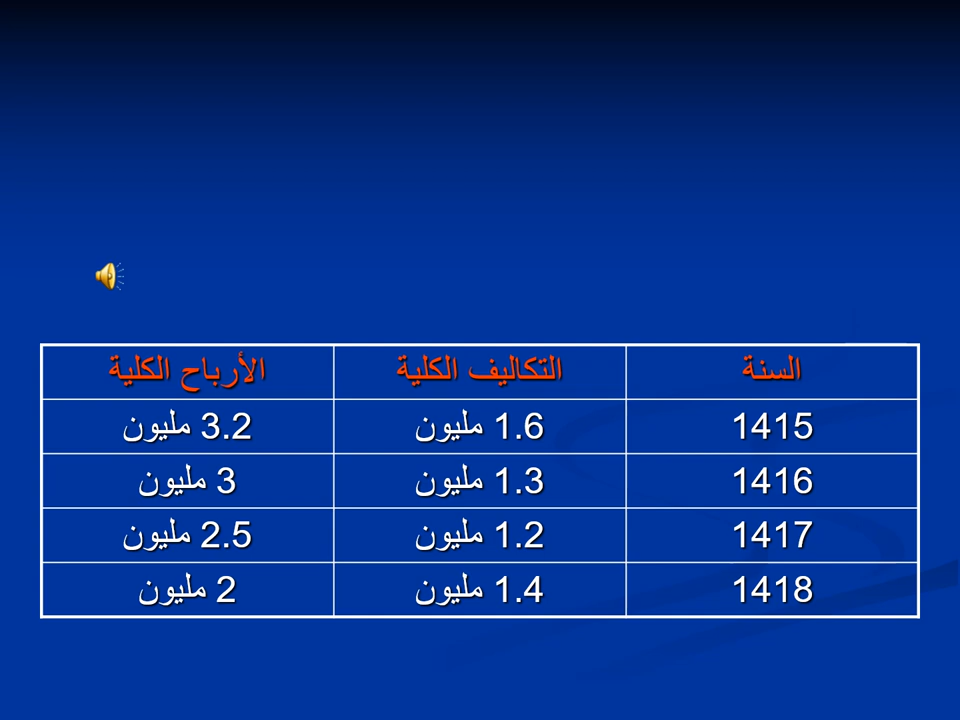 السنة التكاليف الكلية الأرباح الكلية
1415 1.6 مليون 3.2 مليون
1416 1.3 مليون 3 مليون
1417 1.2 مليون 2.5 مليون
1418 1.4 مليون 2 مليون